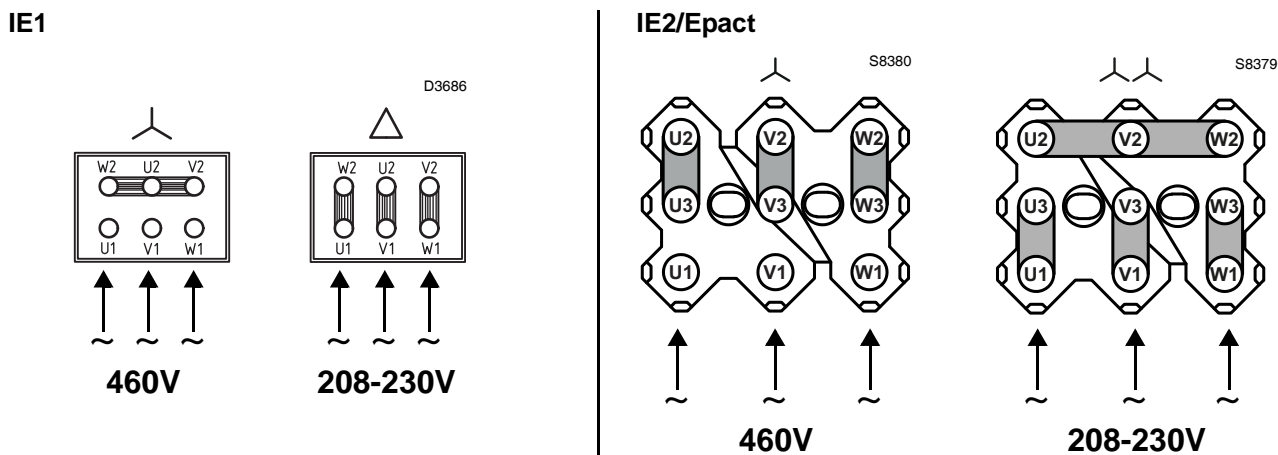 IE1
D3686
W2 U2 V2
U1 V1 W1
~ ~ ~
460V
W2 U2 V2
U1 V1 W1
~ ~ ~
208-230V
IE2/Epact
S8380
U2 V2 W2
U3 V3 W3
U1 V1 W1
~ ~ ~
460V
S8379
U2 V2 W2
U3 V3 W3
U1 V1 W1
~ ~ ~
208-230V